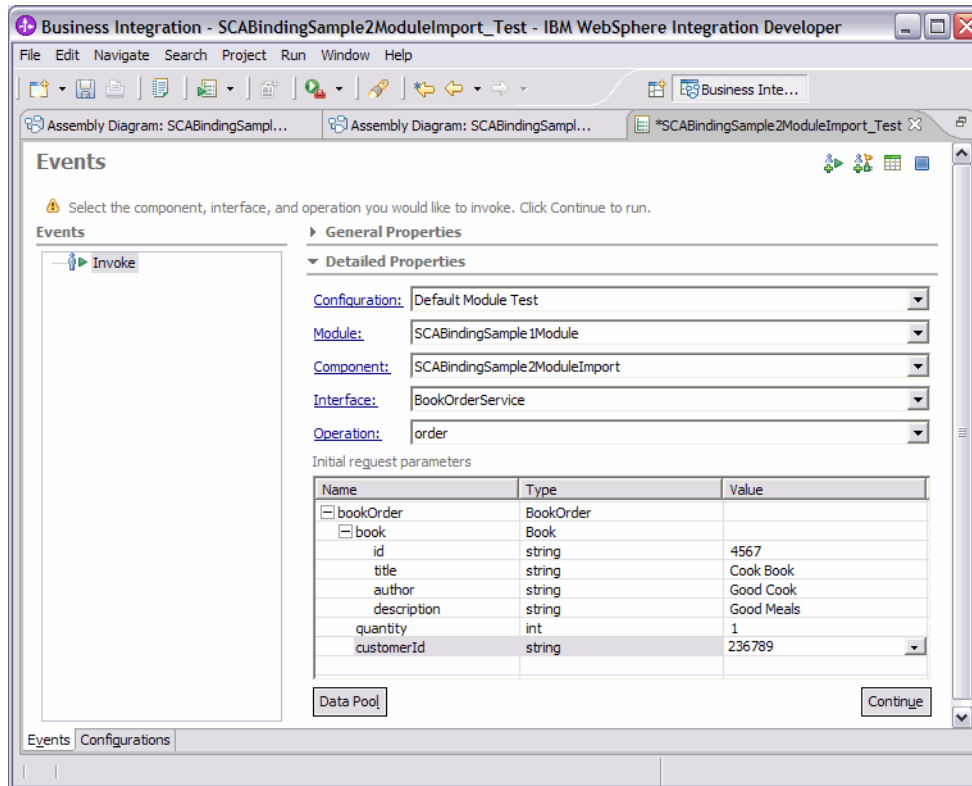 Business Integration - SCABindingSample2ModuleImport_Test - IBM WebSphere Integration Developer
File Edit Navigate Search Project Run Window Help
Business Inte...
Assembly Diagram: SCABindingSampl... Assembly Diagram: SCABindingSampl... *SCABindingSample2ModuleImport_Test
Events
Select the component, interface, and operation you would like to invoke. Click Continue to run.
Events General Properties
Invoke Detailed Properties
Configuration: Default Module Test
Module: SCABindingSample1Module
Component: SCABindingSample2ModuleImport
Interface: BookOrderService
Operation: order
Initial request parameters
Name Type Value
bookOrder BookOrder
book Book
id string 4567
title string Cook Book
author string Good Cook
description string Good Meals
quantity int 1
customerId string 236789
Data Pool Continue
Events Configurations